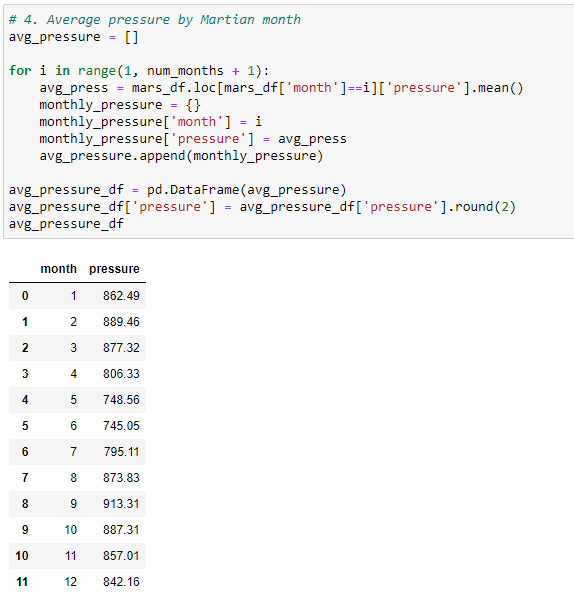 # 4. Average pressure by Martian month
avg_pressure = []

for i in range(1, num_months + 1):
    avg_press = mars_df.loc[mars_df['month']==i]['pressure'].mean()
    monthly_pressure = {}
    monthly_pressure['month'] = i
    monthly_pressure['pressure'] = avg_press
    avg_pressure.append(monthly_pressure)

avg_pressure_df = pd.DataFrame(avg_pressure)
avg_pressure_df['pressure'] = avg_pressure_df['pressure'].round(2)
avg_pressure_df

month pressure
0 1 862.49
1 2 889.46
2 3 877.32
3 4 806.33
4 5 748.56
5 6 745.05
6 7 795.11
7 8 873.83
8 9 913.31
9 10 887.31
10 11 857.01
11 12 842.16